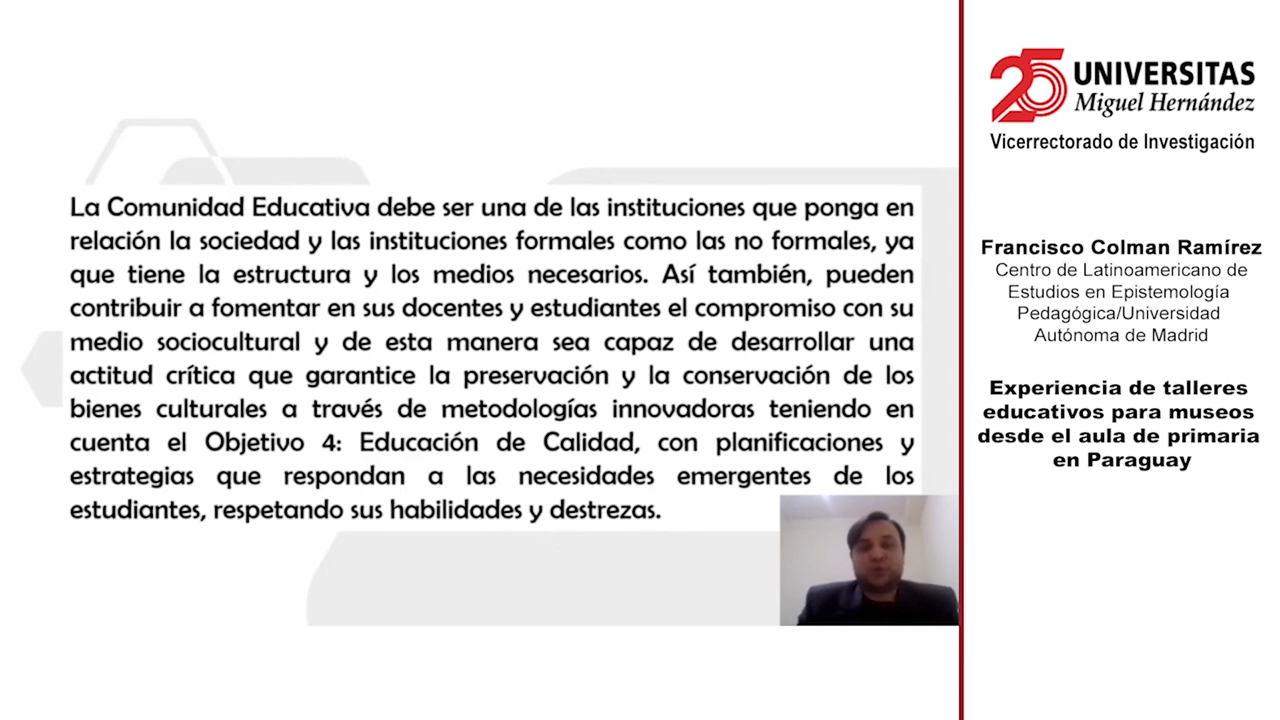 La Comunidad Educativa debe ser una de las instituciones que ponga en
relación la sociedad y las instituciones formales como las no formales, ya
que tiene la estructura y los medios necesarios. Así también, pueden
contribuir a fomentar en sus docentes y estudiantes el compromiso con su
medio sociocultural y de esta manera sea capaz de desarrollar una
actitud crítica que garantice la preservación y la conservación de los
bienes culturales a través de metodologías innovadoras teniendo en
cuenta el Objetivo 4: Educación de Calidad, con planificaciones y
estrategias que respondan a las necesidades emergentes de los
estudiantes, respetando sus habilidades y destrezas.
25 UNIVERSITAS
Miguel Hernández
Vicerrectorado de Investigación
Francisco Colman Ramírez
Centro de Latinoamericano de
Estudios en Epistemología
Pedagógica/Universidad
Autónoma de Madrid
Experiencia de talleres
educativos para museos
desde el aula de primaria
en Paraguay